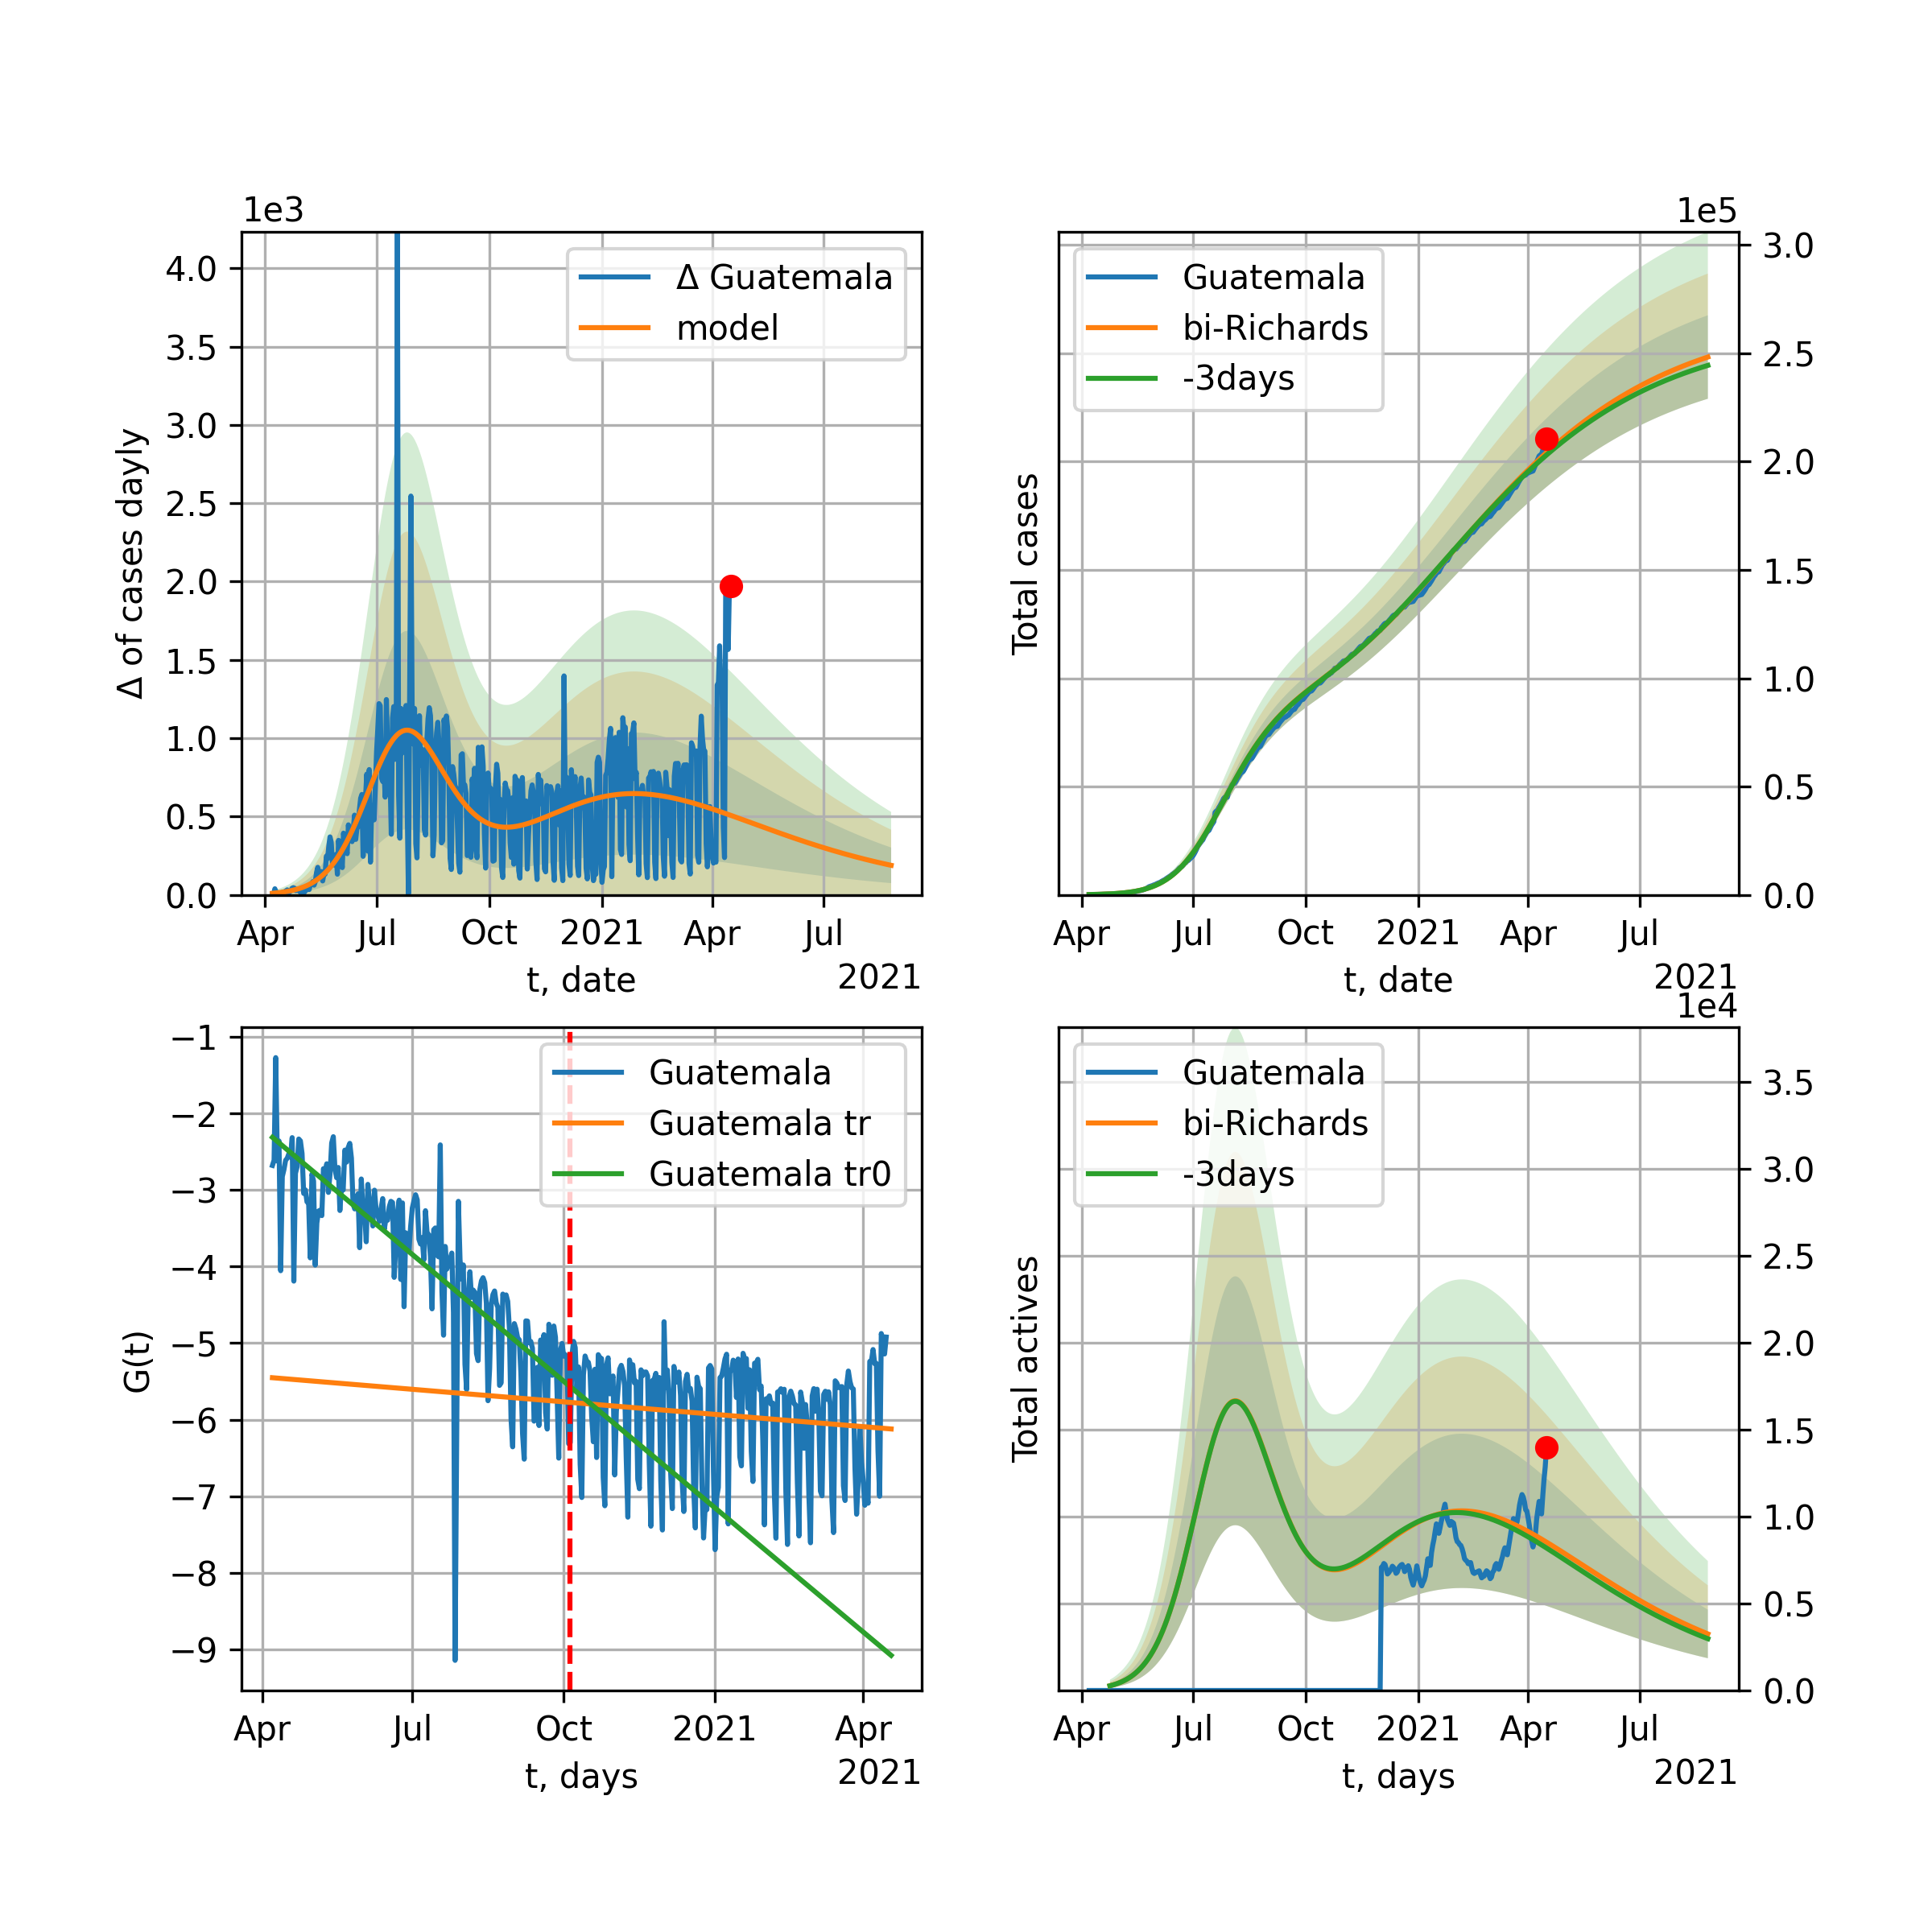 1e3
4.0
3.5
3.0
2.5
2.0
1.5
1.0
0.5
0.0
Δ of cases dayly
Δ Guatemala
model
Apr Jul Oct 2021 Apr Jul
t, date
2021
1e5
Total cases
Guatemala
bi-Richards
-3days
3.0
2.5
2.0
1.5
1.0
0.5
0.0
Apr Jul Oct 2021 Apr Jul
t, date
2021
−1
−2
−3
−4
−5
−6
−7
−8
−9
G(t)
Guatemala
Guatemala tr
Guatemala tr0
Apr Jul Oct 2021 Apr
t, days
2021
1e4
Total actives
Guatemala
bi-Richards
-3days
3.5
3.0
2.5
2.0
1.5
1.0
0.5
0.0
Apr Jul Oct 2021 Apr Jul
t, days
2021